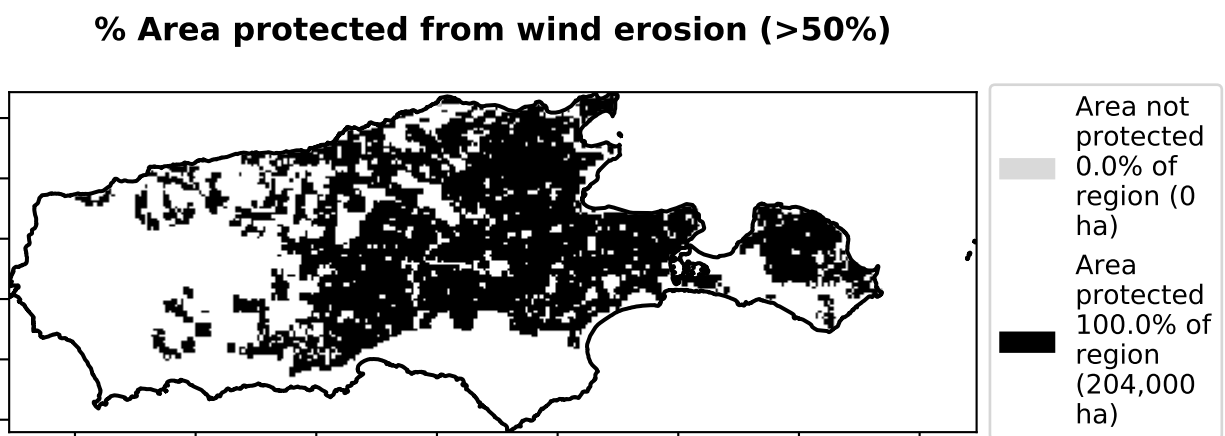 % Area protected from wind erosion (>50%)
Area not
protected
0.0% of
region (0
ha)
Area
protected
100.0% of
region
(204,000
ha)